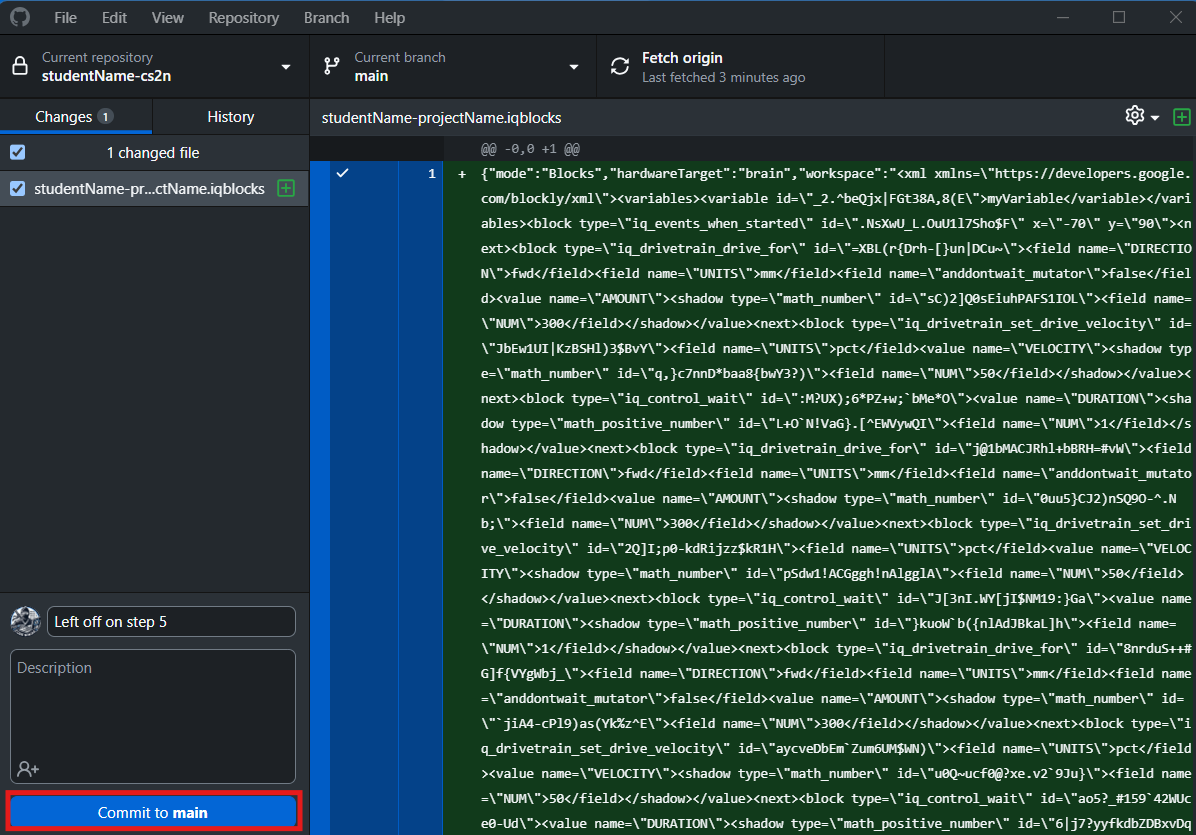 File Edit View Repository Branch Help
Current repository
studentName-cs2n
Current branch
main
Fetch origin
Last fetched 3 minutes ago
Changes 1 History
studentName-projectName.iqblocks
1 changed file
studentName-pr...ctName.iqblocks
@@ -0,0 +1 @@
1 + {"mode":"Blocks","hardwareTarget":"brain","workspace":"<xml xmlns=\"https://developers.google.
com/blockly/xml\"><variables><variable id=\"_2.^beQjx|FGt38A,8(E\">myVariable</variable></vari
ables><block type=\"iq_events_when_started\" id=\".NsXwU_L.OuU1l7Sho$F\" x=\"-70\" y=\"90\"><n
ext><block type=\"iq_drivetrain_drive_for\" id=\"=XBL(r{Drh-[}un|DCu~\"><field name=\"DIRECTIO
N\">fwd</field><field name=\"UNITS\">mm</field><field name=\"anddontwait_mutator\">false</fiel
d><value name=\"AMOUNT\"><shadow type=\"math_number\" id=\"sC)2]Q0sEiuhPAFS1IOL\"><field name=
\"NUM\">300</field></shadow></value><next><block type=\"iq_drivetrain_set_drive_velocity\" id=
\"JbEw1UI|KzBSHl)3$BvY\"><field name=\"UNITS\">pct</field><value name=\"VELOCITY\"><shadow typ
e=\"math_number\" id=\"q,}c7nnD*baa8{bwY3?)\"><field name=\"NUM\">50</field></shadow></value><
next><block type=\"iq_control_wait\" id=\":M?UX);6*PZ+w;`bMe*O\"><value name=\"DURATION\"><sha
dow type=\"math_positive_number\" id=\"L+O`N!VaG}.[^EWVywQI\"><field name=\"NUM\">1</field></s
hadow></value><next><block type=\"iq_drivetrain_drive_for\" id=\"j@1bMACJRhl+bBRH=#vW\"><field
name=\"DIRECTION\">fwd</field><field name=\"UNITS\">mm</field><field name=\"anddontwait_mutato
r\">false</field><value name=\"AMOUNT\"><shadow type=\"math_number\" id=\"0uu5}CJ2)nSQ9O-^.N
b;\"><field name=\"NUM\">300</field></shadow></value><next><block type=\"iq_drivetrain_set_dri
ve_velocity\" id=\"2Q]I;p0-kdRijzz$kR1H\"><field name=\"UNITS\">pct</field><value name=\"VELOC
ITY\"><shadow type=\"math_number\" id=\"pSdw1!ACGggh!nAlgglA\"><field name=\"NUM\">50</field>
</shadow></value><next><block type=\"iq_control_wait\" id=\"J[3nI.WY[jI$NM19:}Ga\"><value name
=\"DURATION\"><shadow type=\"math_positive_number\" id=\"}kuoW`b({nlAdJBkaL]h\"><field name=
\"NUM\">1</field></shadow></value><next><block type=\"iq_drivetrain_drive_for\" id=\"8nrduS++#
G]f{VYgWbj_\"><field name=\"DIRECTION\">fwd</field><field name=\"UNITS\">mm</field><field name
=\"anddontwait_mutator\">false</field><value name=\"AMOUNT\"><shadow type=\"math_number\" id=
\"`jiA4-cPl9)as(Yk%z^E\"><field name=\"NUM\">300</field></shadow></value><next><block type=\"i
q_drivetrain_set_drive_velocity\" id=\"aycveDbEm`Zum6UM$WN)\"><field name=\"UNITS\">pct</field
><value name=\"VELOCITY\"><shadow type=\"math_number\" id=\"u0Q~ucf0@?xe.v2`9Ju}\"><field name
=\"NUM\">50</field></shadow></value><next><block type=\"iq_control_wait\" id=\"ao5?_#159`42WUc
e0-Ud\"><value name=\"DURATION\"><shadow type=\"math_positive_number\" id=\"6|j7?yyfkdbZDBxvDq
Left off on step 5
Description
Commit to main